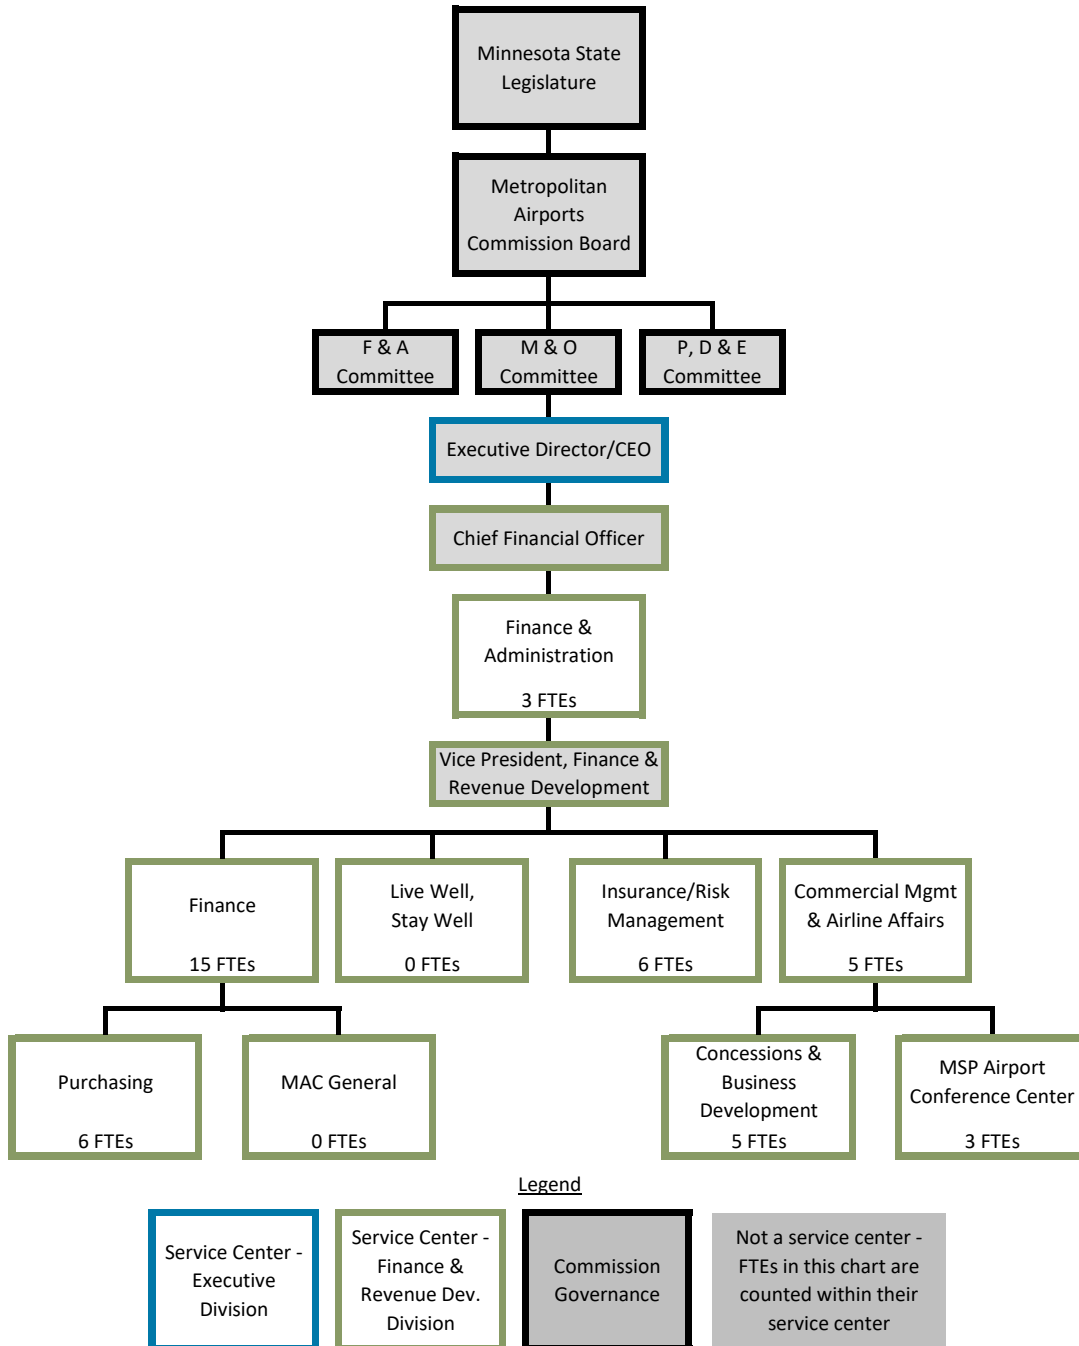 Minnesota State
Legislature
Metropolitan
Airports
Commission Board
F & A
Committee
M & O
Committee
P, D & E
Committee
Executive Director/CEO
Chief Financial Officer
Finance &
Administration
3 FTEs
Vice President, Finance &
Revenue Development
Finance
15 FTEs
Live Well,
Stay Well
0 FTEs
Insurance/Risk
Management
6 FTEs
Commercial Mgmt
& Airline Affairs
5 FTEs
Purchasing
6 FTEs
MAC General
0 FTEs
Concessions &
Business
Development
5 FTEs
MSP Airport
Conference Center
3 FTEs
Legend
Service Center -
Executive
Division
Service Center -
Finance &
Revenue Dev.
Division
Commission
Governance
Not a service center -
FTEs in this chart are
counted within their
service center